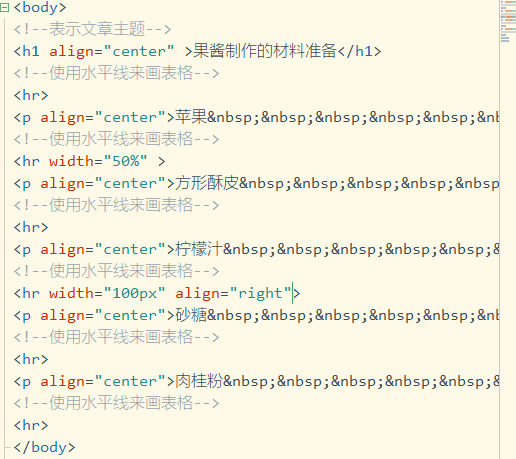 <body>
<!--表示文章主题-->
<h1 align="center" >果酱制作的材料准备</h1>
<!--使用水平线来画表格-->
<hr>
<p align="center">苹果&nbsp;&nbsp;&nbsp;&nbsp;&nbsp;&n
<!--使用水平线来画表格-->
<hr width="50%" >
<p align="center">方形酥皮&nbsp;&nbsp;&nbsp;&nbsp;&nbsp
<!--使用水平线来画表格-->
<hr>
<p align="center">柠檬汁&nbsp;&nbsp;&nbsp;&nbsp;&nbsp;&
<!--使用水平线来画表格-->
<hr width="100px" align="right">
<p align="center">砂糖&nbsp;&nbsp;&nbsp;&nbsp;&nbsp;&n
<!--使用水平线来画表格-->
<hr>
<p align="center">肉桂粉&nbsp;&nbsp;&nbsp;&nbsp;&nbsp;&
<!--使用水平线来画表格-->
<hr>
</body>